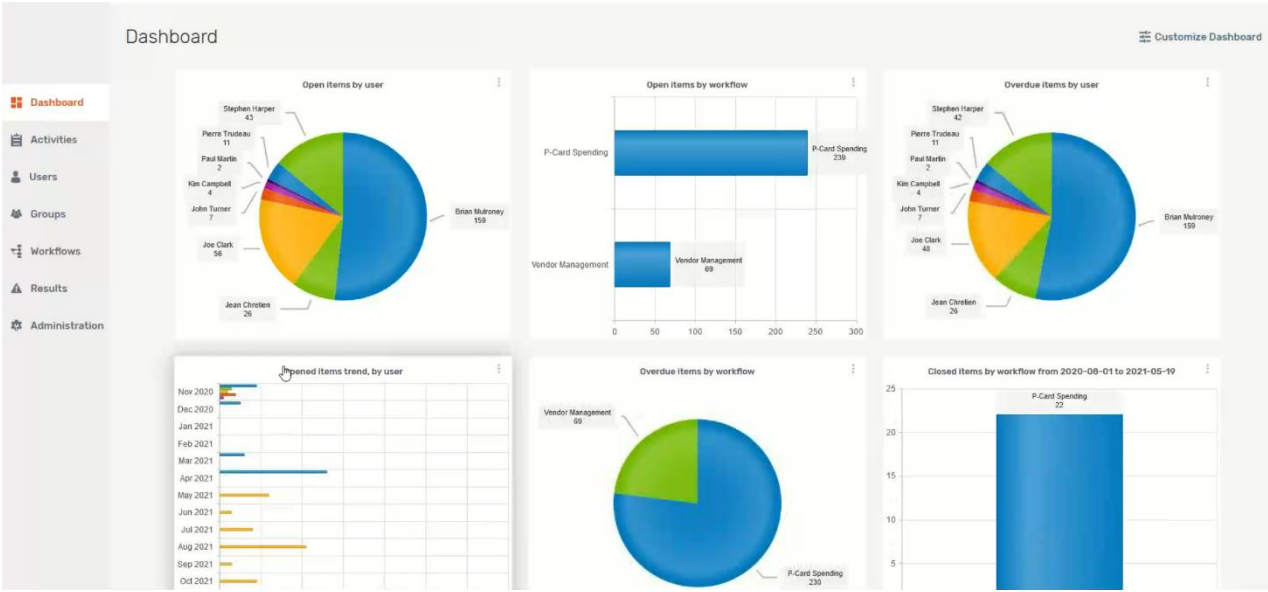 Dashboard
Customize Dashboard
Dashboard
Activities
Users
Groups
Workflows
Results
Administration
Open items by user
Stephen Harper
43
Pierre Trudeau
11
Paul Martin
2
Kim Campbell
4
John Turner
7
Joe Clark
56
Jean Chretien
26
Brian Mulroney
159
Open items by workflow
P-Card Spending
P-Card Spending
239
Vendor Management
Vendor Management
69
0 50 100 150 200 250 300
Overdue items by user
Stephen Harper
42
Pierre Trudeau
11
Paul Martin
2
Kim Campbell
4
John Turner
7
Joe Clark
48
Jean Chretien
26
Brian Mulroney
159
pened items trend, by user
Nov 2020
Dec 2020
Jan 2021
Feb 2021
Mar 2021
Apr 2021
May 2021
Jun 2021
Jul 2021
Aug 2021
Sep 2021
Oct 2021
Overdue items by workflow
Vendor Management
69
P-Card Spending
230
Closed items by workflow from 2020-08-01 to 2021-05-19
25
20
15
10
5
P-Card Spending
22